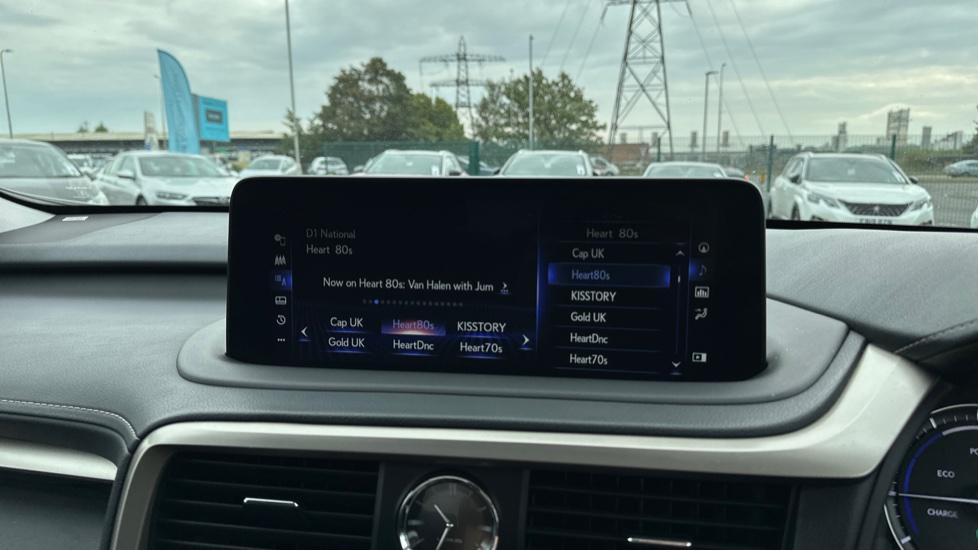 D1 National
Heart 80s
Now on Heart 80s: Van Halen with Jum
Cap UK Heart80s KISSTORY
Gold UK HeartDnc Heart70s
Heart 80s
Cap UK
Heart80s
KISSTORY
Gold UK
HeartDnc
Heart70s
ECO
CHARGE